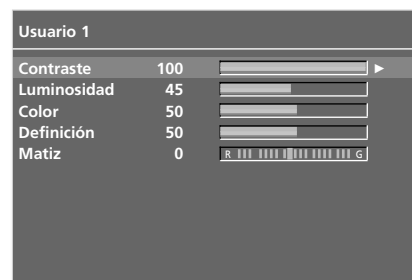 Usuario 1
Contraste 100
Luminosidad 45
Color 50
Definición 50
Matiz 0 R G